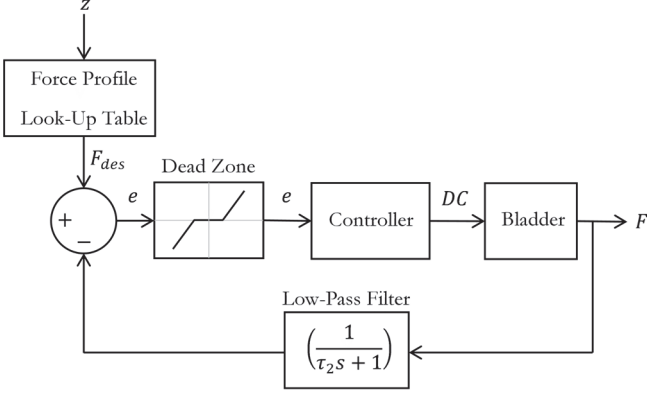 z
Force Profile
Look-Up Table
F_des
Dead Zone
+
−
e
e
Controller
DC
Bladder
F
Low-Pass Filter
(1 / (τ₂s + 1))